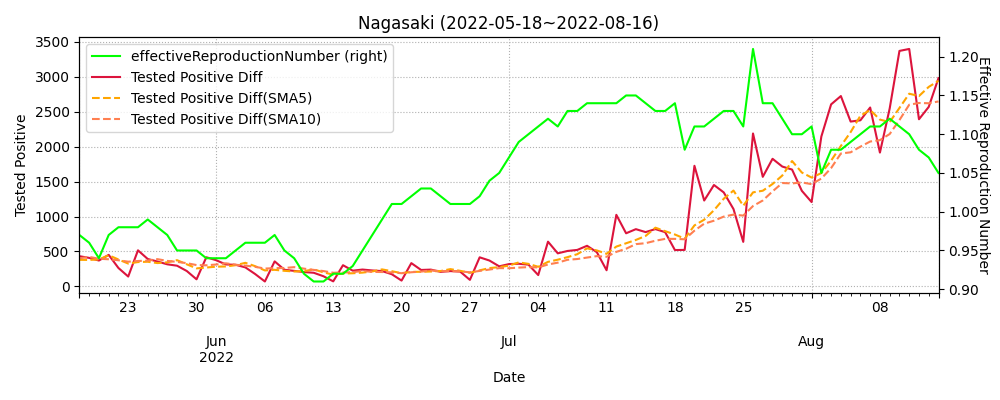 Nagasaki (2022-05-18~2022-08-16)
effectiveReproductionNumber (right)
Tested Positive Diff
Tested Positive Diff(SMA5)
Tested Positive Diff(SMA10)
Tested Positive
3500
3000
2500
2000
1500
1000
500
0
1.20
1.15
1.10
1.05
1.00
0.95
0.90
Effective Reproduction Number
23 30 06 13 20 27 04 11 18 25 08
Jun Jul Aug
2022
Date